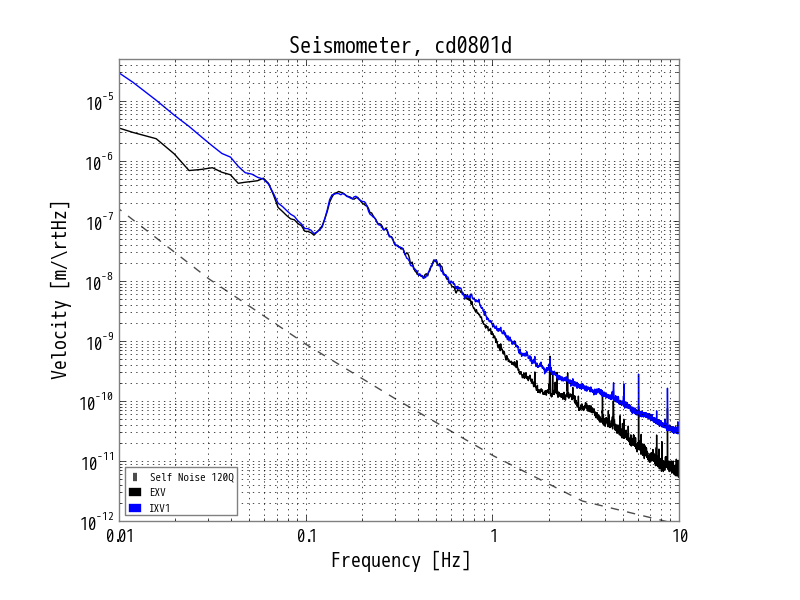 Seismometer, cd0801d
Velocity [m/\rtHz]
10^-5
10^-6
10^-7
10^-8
10^-9
10^-10
10^-11
10^-12
Self Noise 120Q
EXV
IXV1
0.01 0.1 1 10
Frequency [Hz]